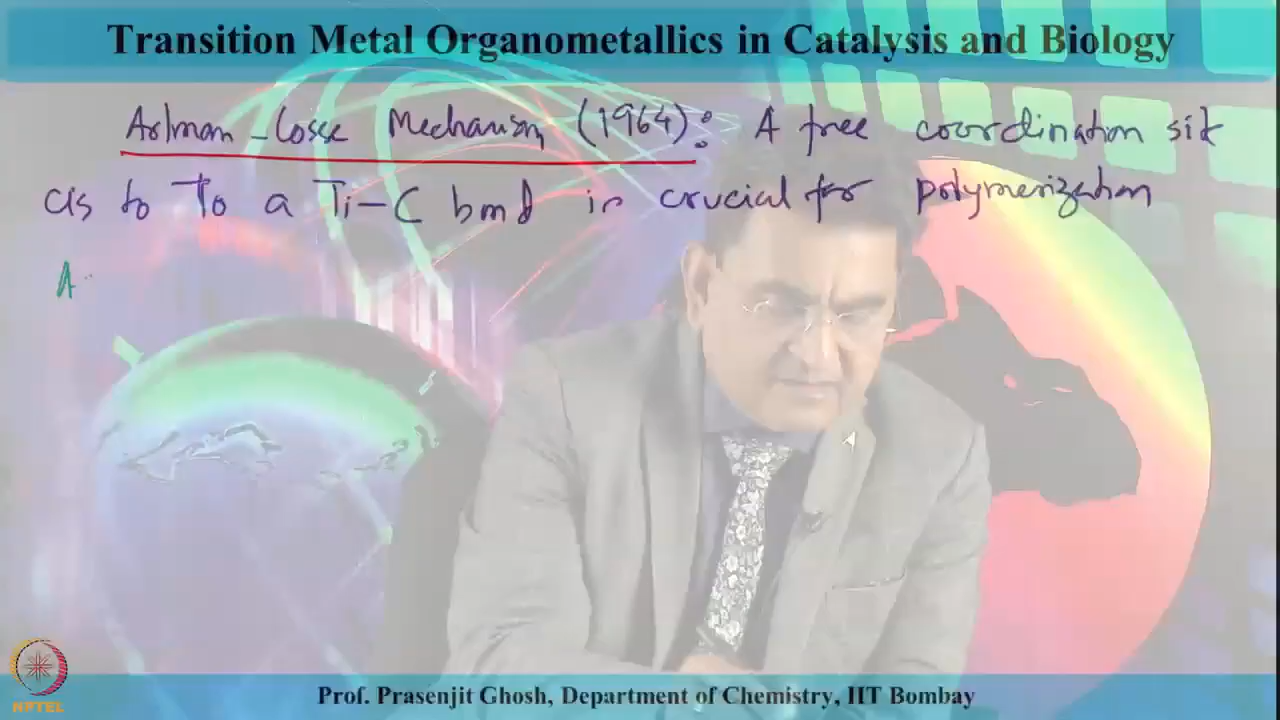 Transition Metal Organometallics in Catalysis and Biology
Arlman-Cosse Mechanism (1964): A free coordination site
cis to To a Ti-C bond is crucial for polymerization
A
NPTEL
Prof. Prasenjit Ghosh, Department of Chemistry, IIT Bombay